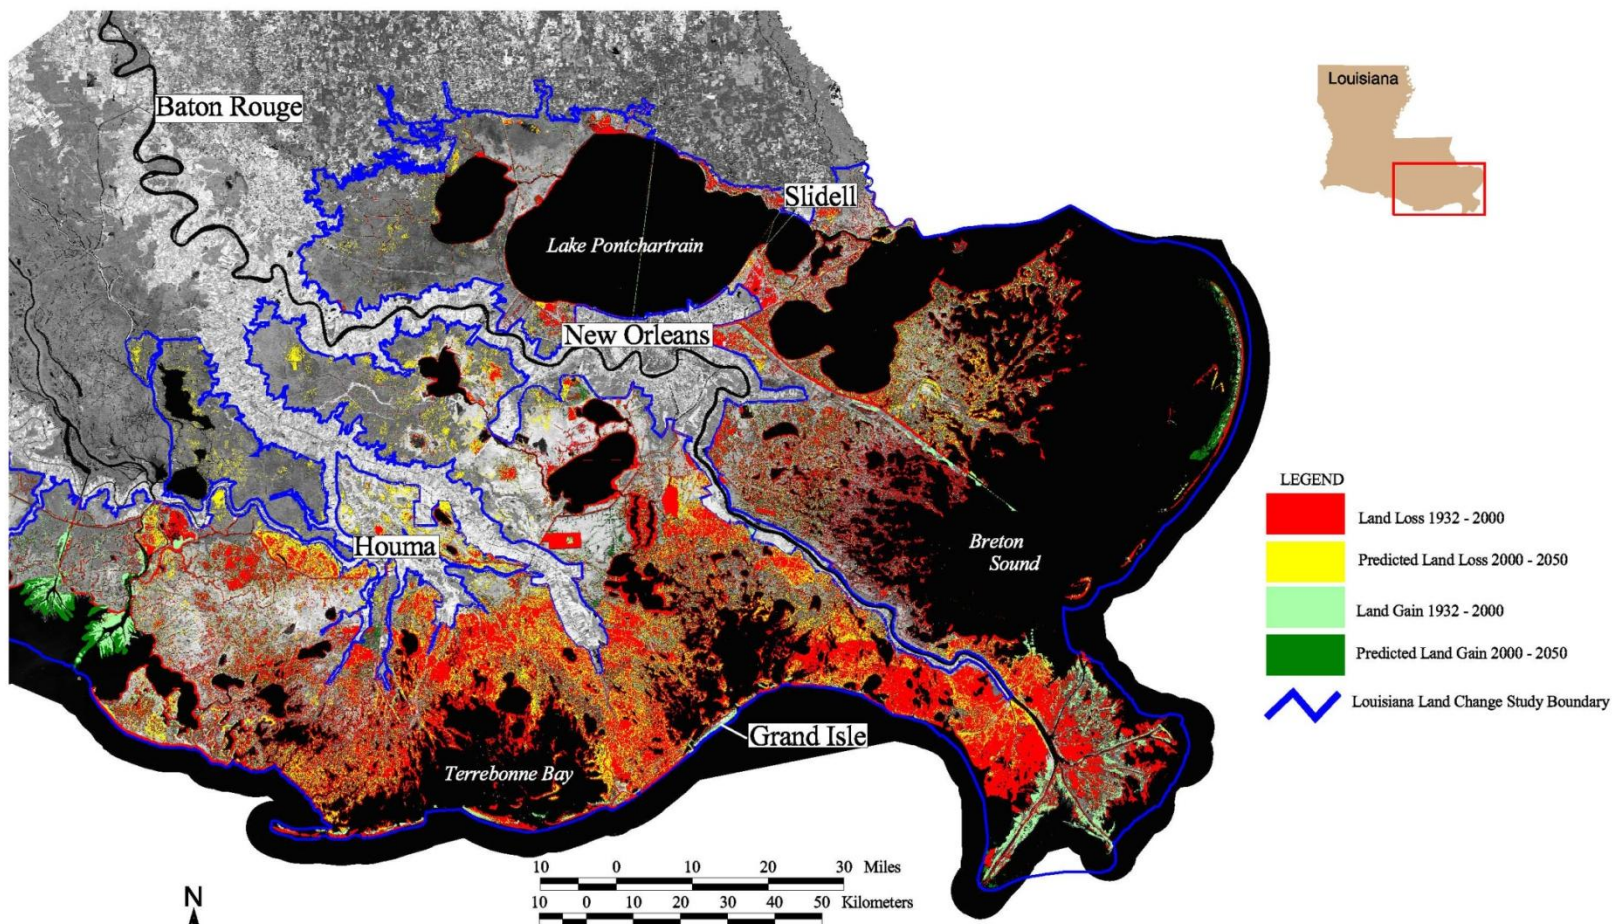 Louisiana
Baton Rouge
Slidell
Lake Pontchartrain
New Orleans
LEGEND
Land Loss 1932 - 2000
Predicted Land Loss 2000 - 2050
Land Gain 1932 - 2000
Predicted Land Gain 2000 - 2050
Louisiana Land Change Study Boundary
Breton
Sound
Houma
Grand Isle
Terrebonne Bay
10 0 10 20 30 Miles
10 0 10 20 30 40 50 Kilometers
N